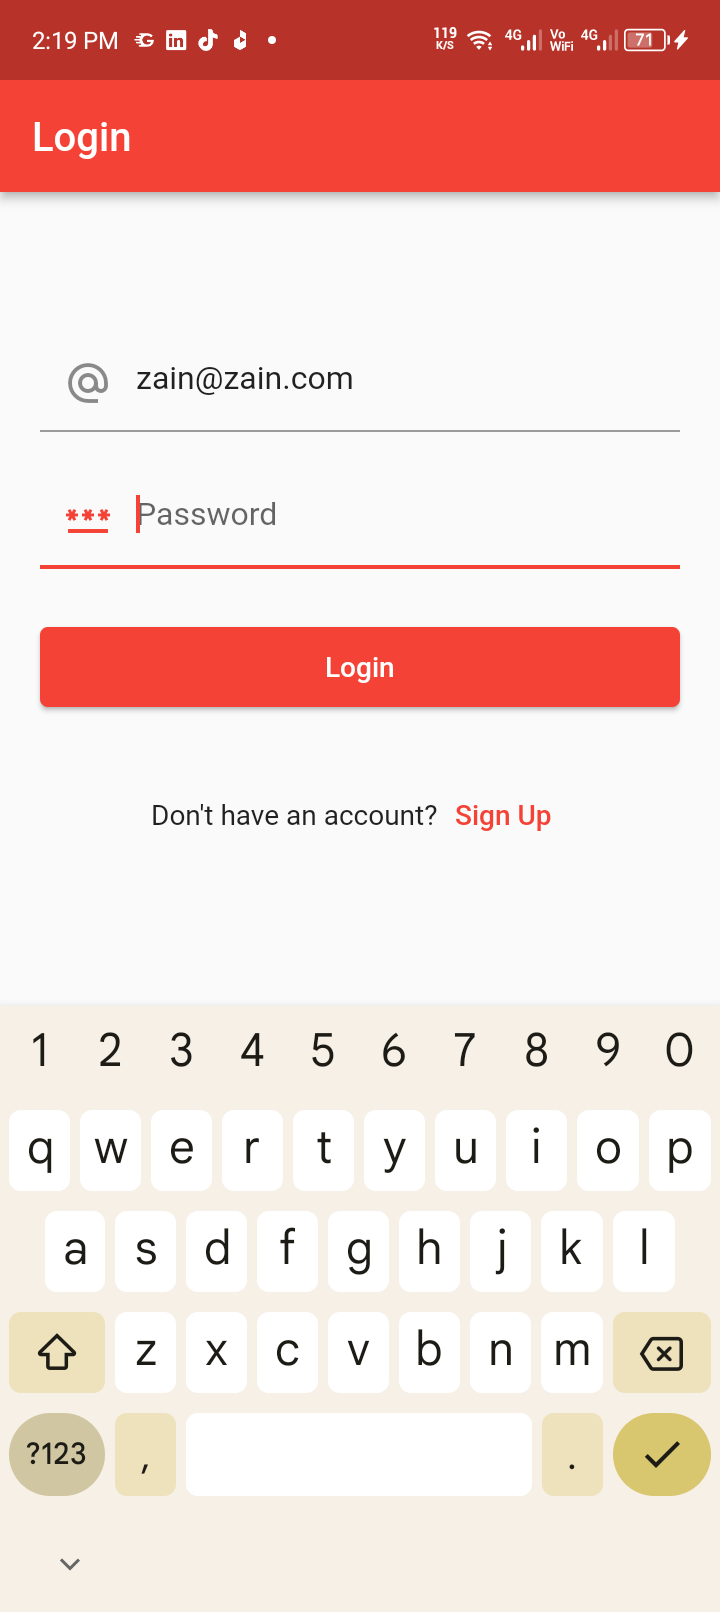 2:19 PM 119 K/S 4G Vo WiFi 4G 71
Login
zain@zain.com
Password
Login
Don't have an account? Sign Up
1 2 3 4 5 6 7 8 9 0
q w e r t y u i o p
a s d f g h j k l
z x c v b n m
?123 , .